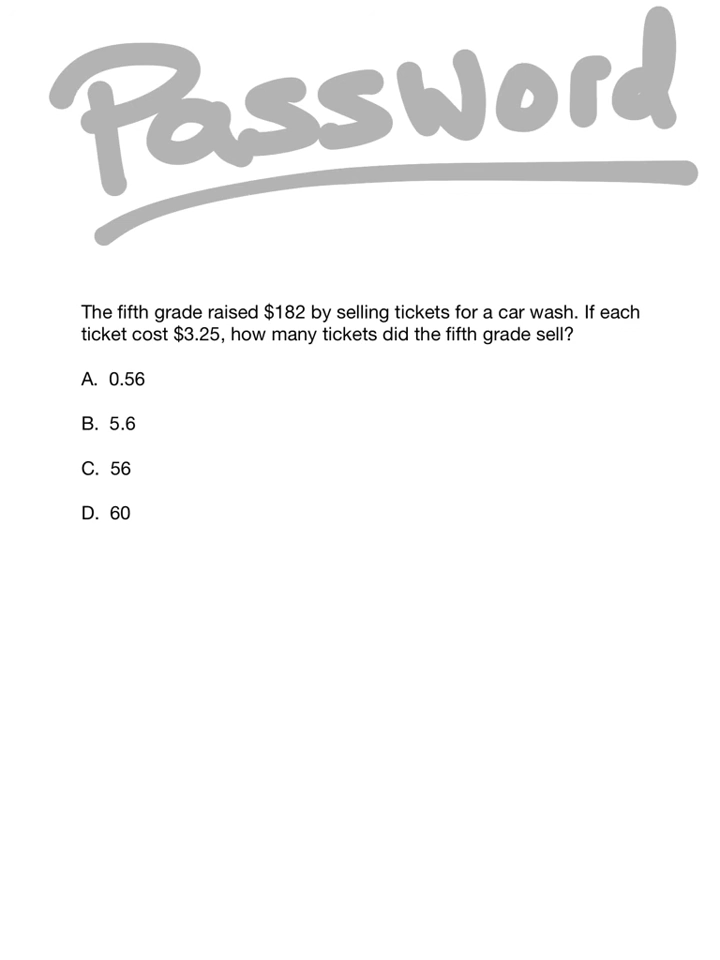 Password
The fifth grade raised $182 by selling tickets for a car wash. If each
ticket cost $3.25, how many tickets did the fifth grade sell?
A. 0.56
B. 5.6
C. 56
D. 60